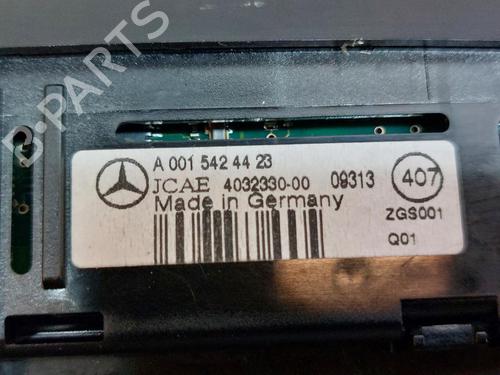 A 001 542 44 23
JCAE 4032330-00 09313
Made in Germany
407
ZGS001
Q01
B-PARTS